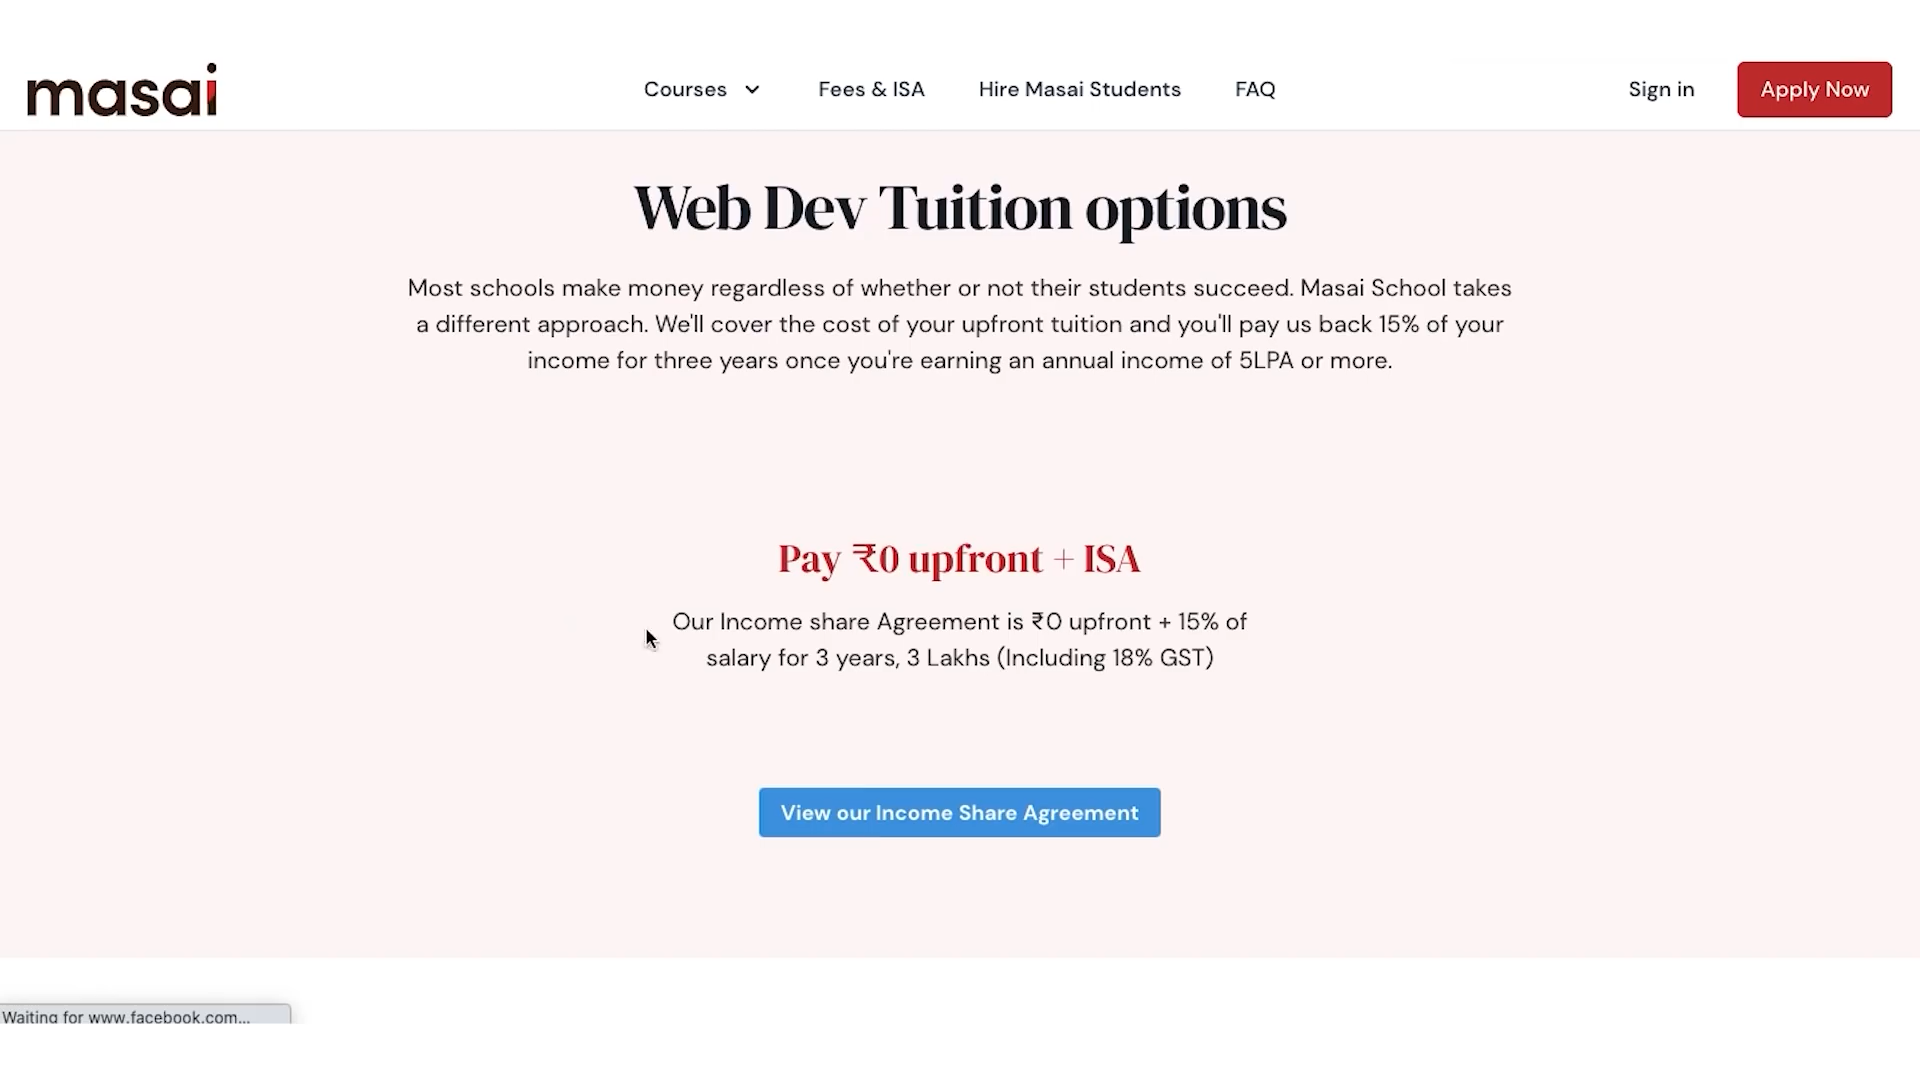 masai
Courses
Fees & ISA
Hire Masai Students
FAQ
Sign in
Apply Now
Web Dev Tuition options
Most schools make money regardless of whether or not their students succeed. Masai School takes
a different approach. We'll cover the cost of your upfront tuition and you'll pay us back 15% of your
income for three years once you're earning an annual income of 5LPA or more.
Pay ₹0 upfront + ISA
Our Income share Agreement is ₹0 upfront + 15% of
salary for 3 years, 3 Lakhs (Including 18% GST)
View our Income Share Agreement
Waiting for www.facebook.com...